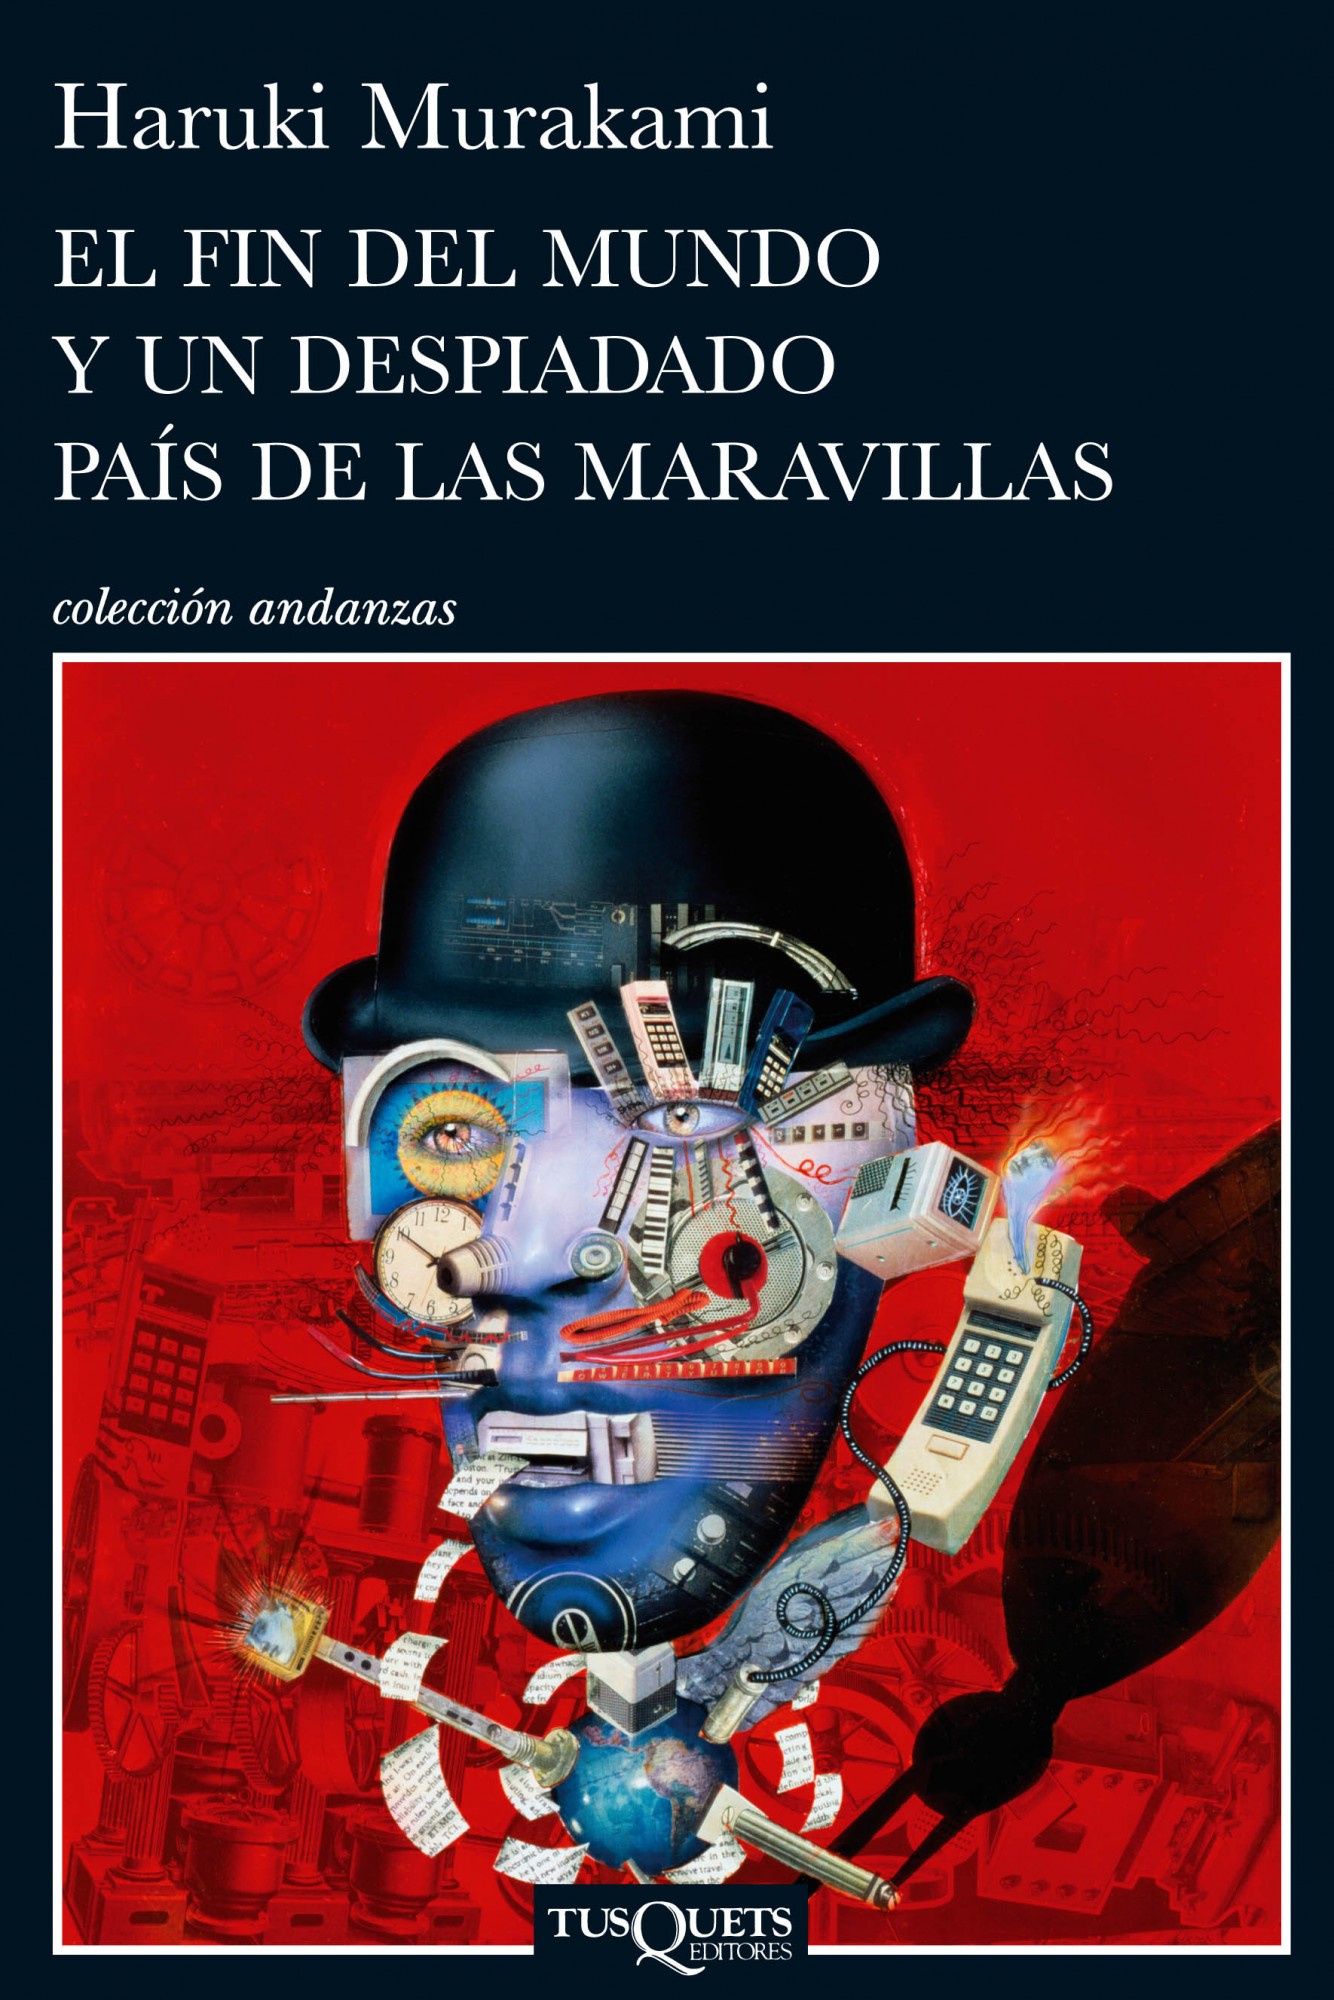 Haruki Murakami
EL FIN DEL MUNDO
Y UN DESPIADADO
PAÍS DE LAS MARAVILLAS
colección andanzas
TUSQUETS
EDITORES